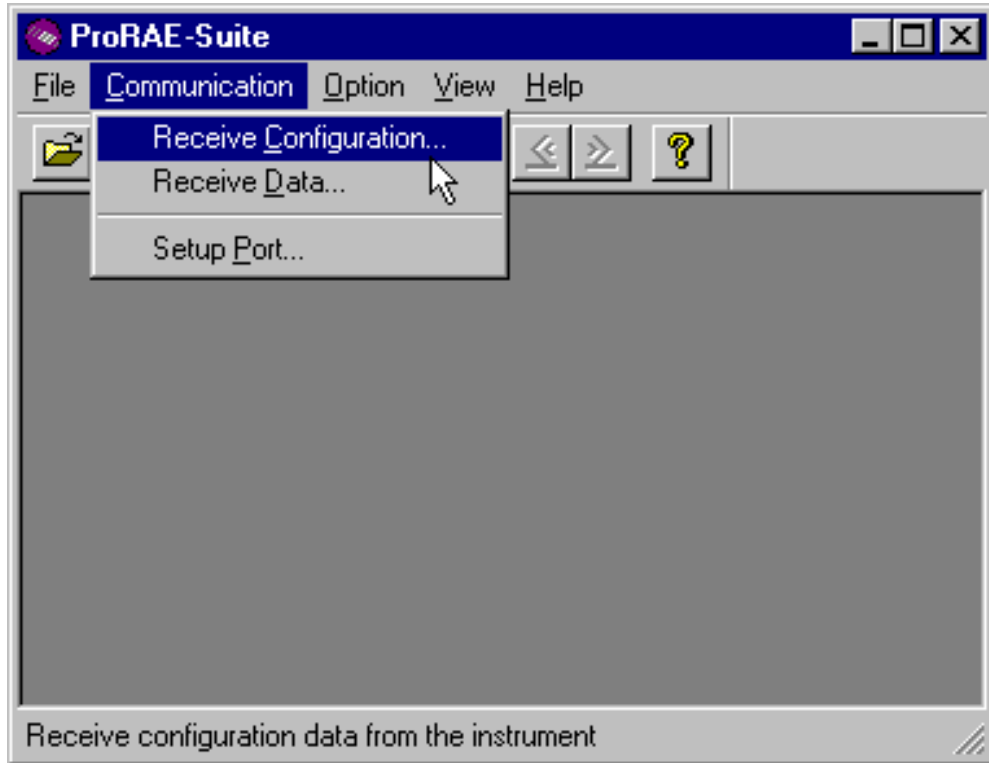 ProRAE-Suite
File Communication Option View Help
Receive Configuration...
Receive Data...
Setup Port...
Receive configuration data from the instrument